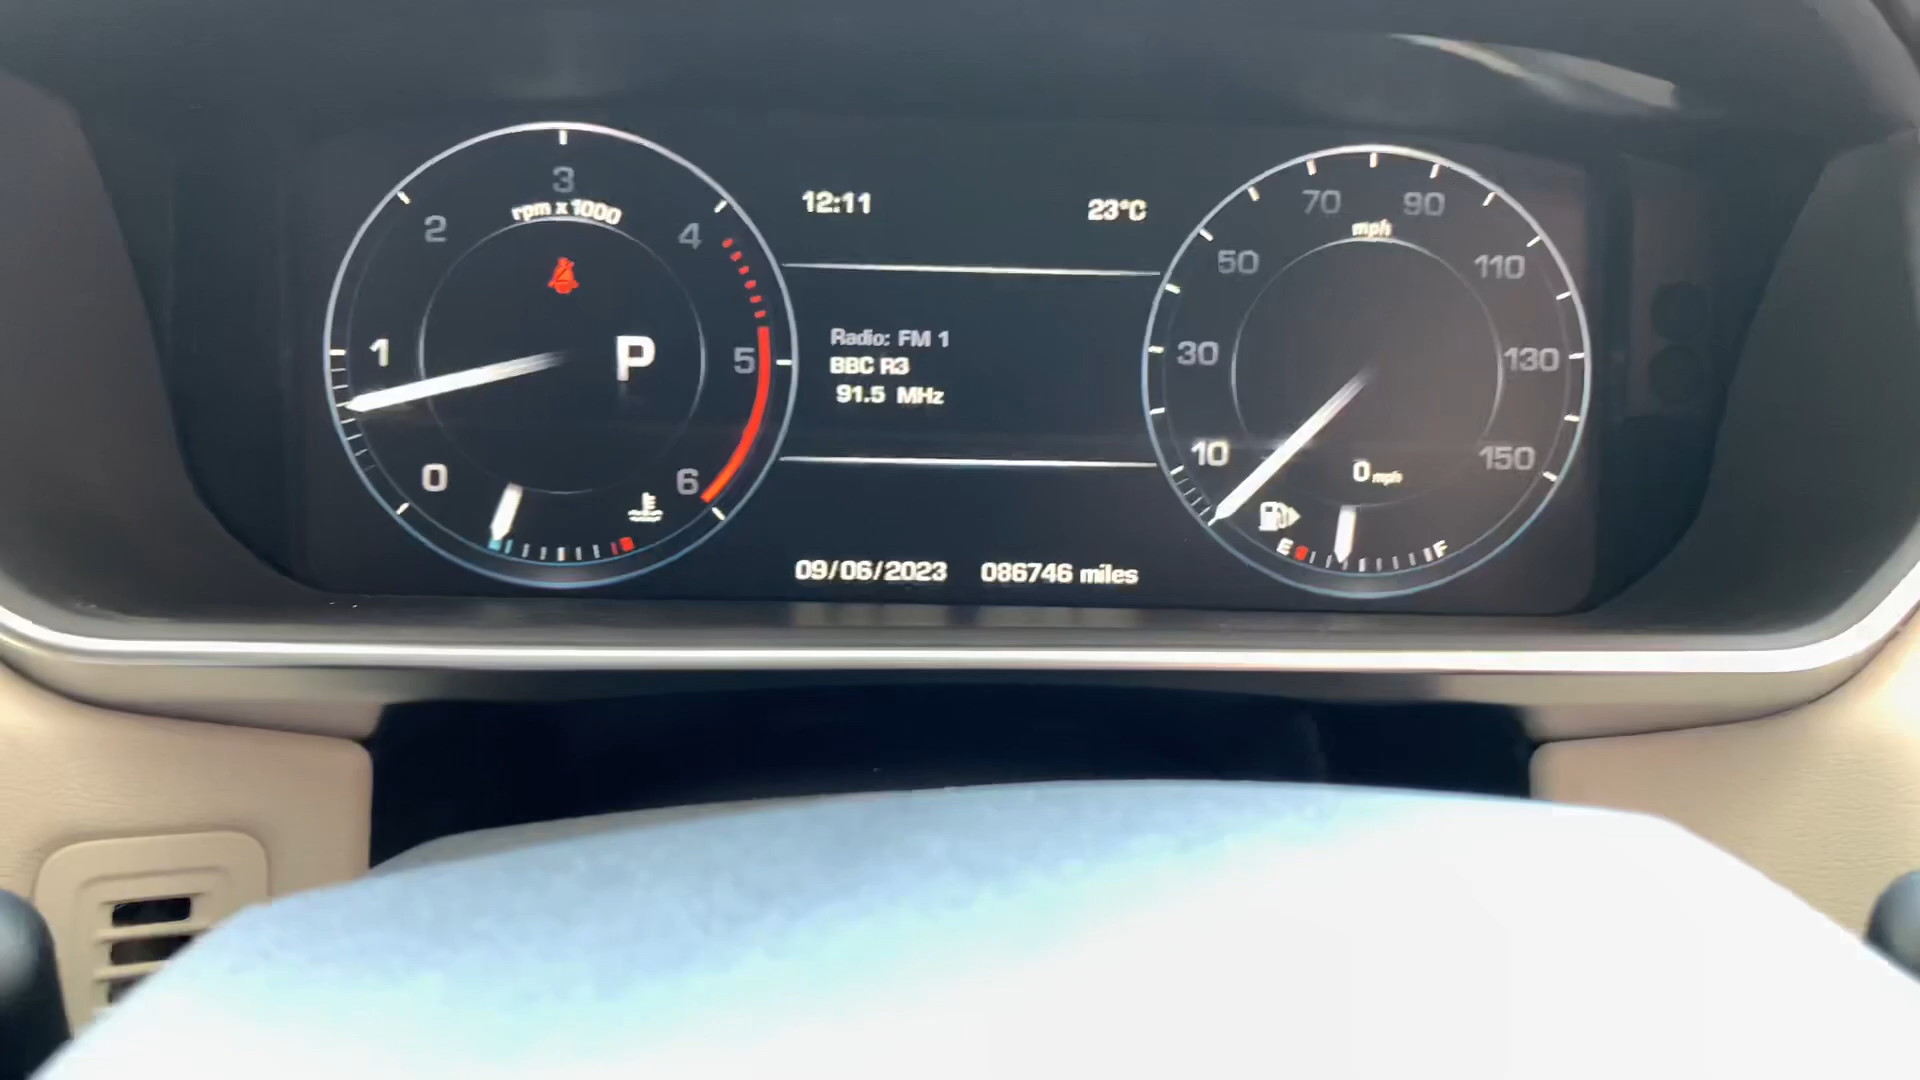 3
rpm x 1000
2
4
1
P
5
0
6
12:11
23°C
Radio: FM 1
BBC R3
91.5 MHz
09/06/2023 086746 miles
70 90
mph
50 110
30 130
10 150
0 mph
E F